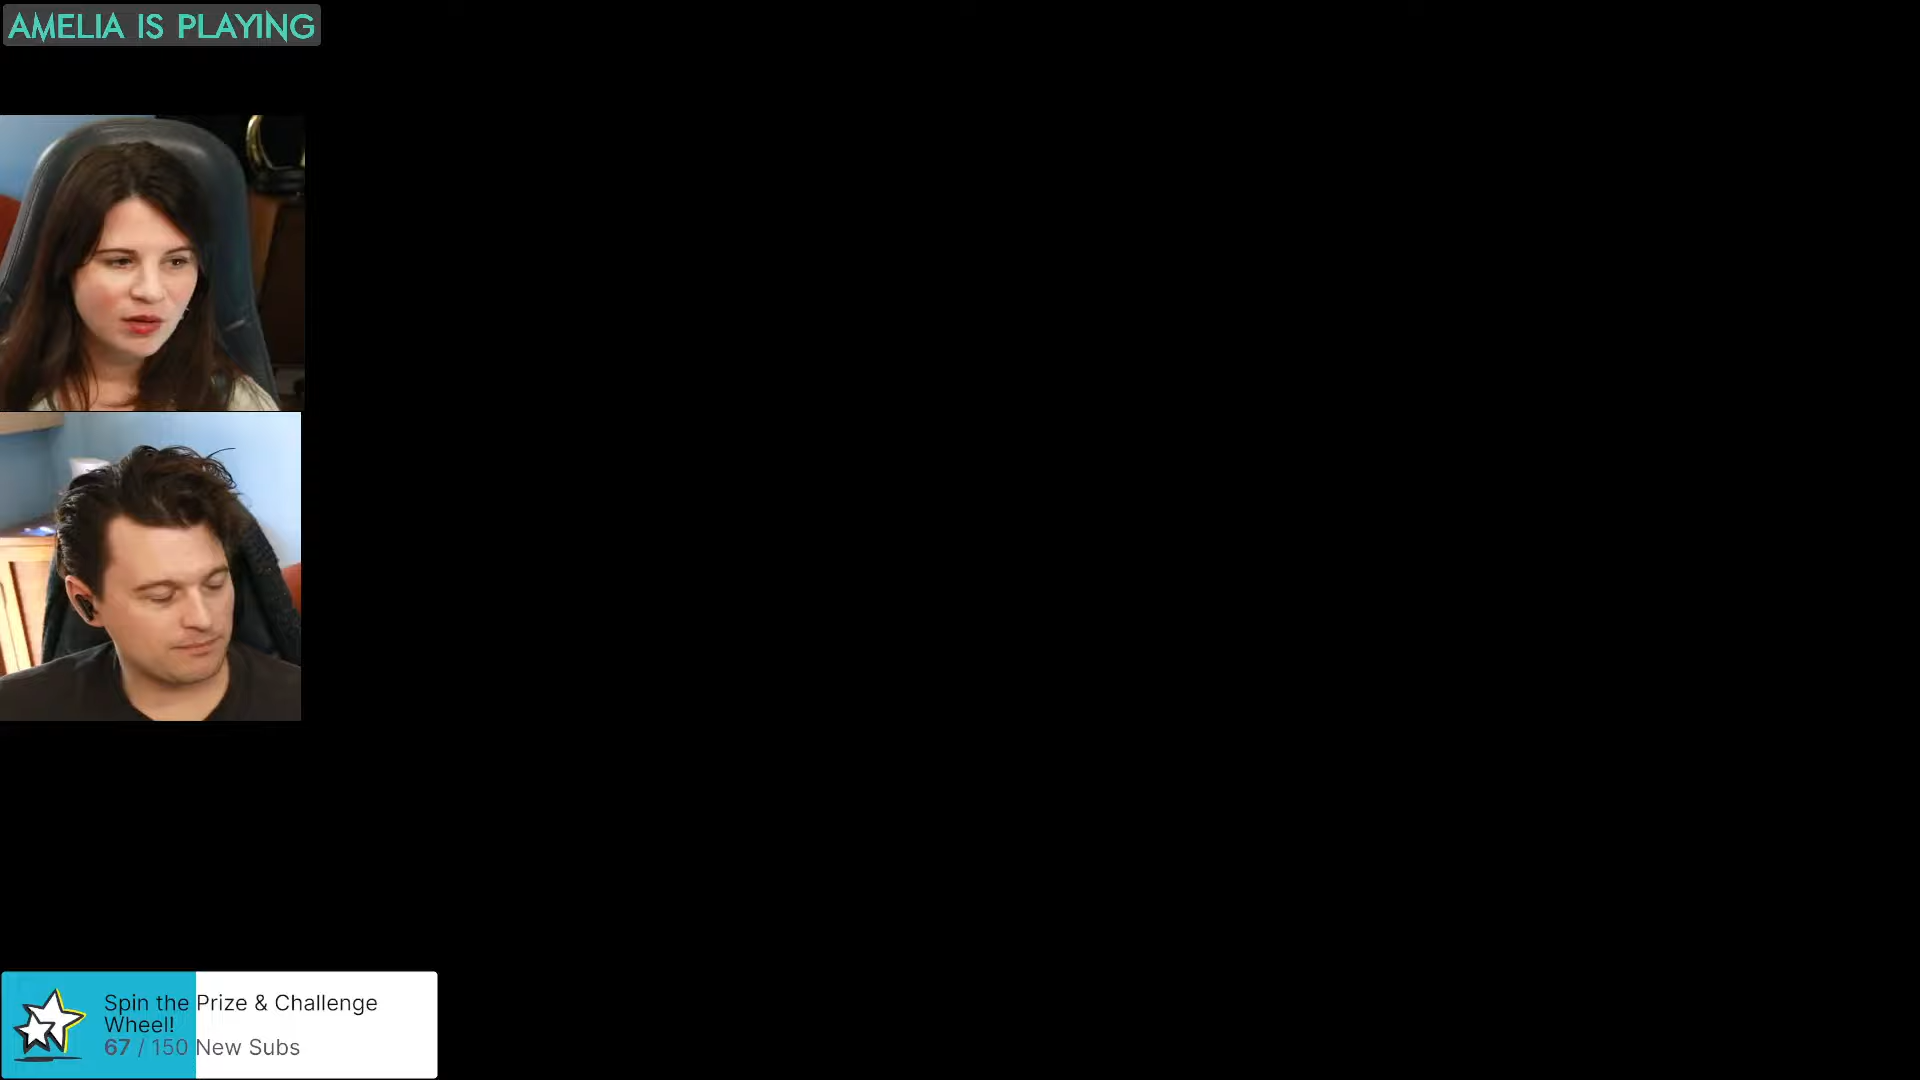 AMELIA IS PLAYING
Spin the Prize & Challenge
Wheel!
67 / 150 New Subs